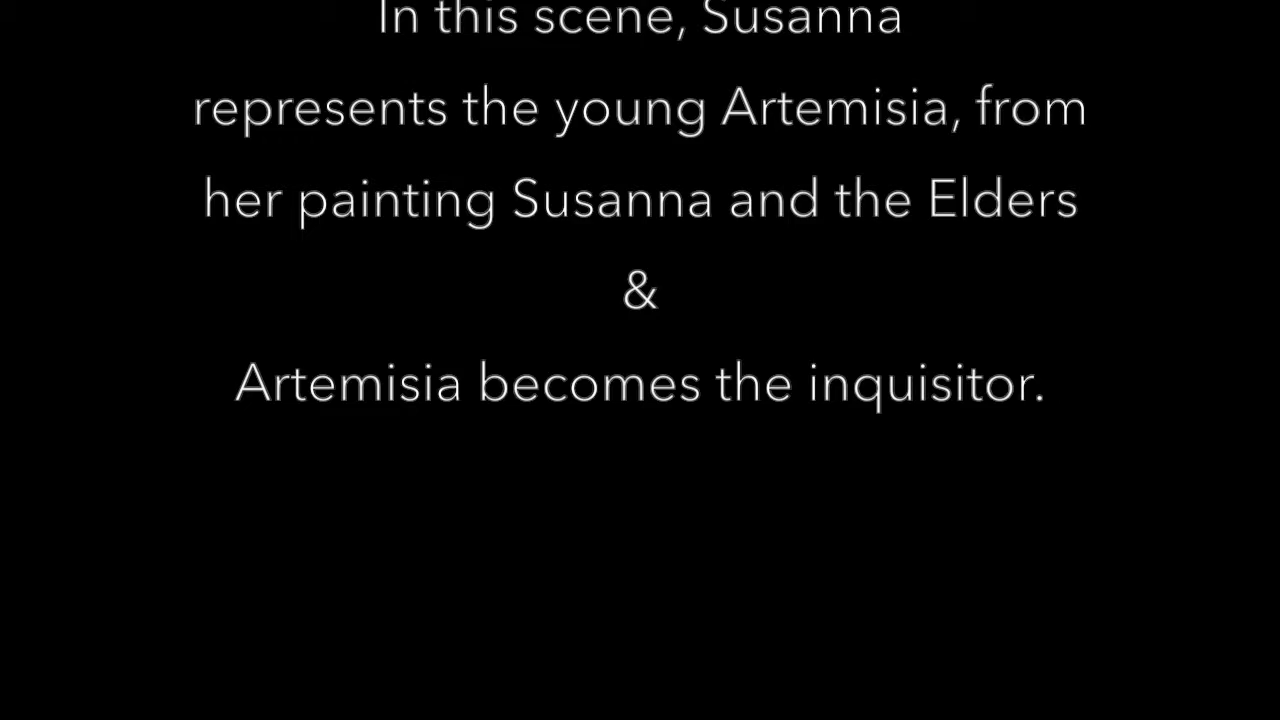 In this scene, Susanna
represents the young Artemisia, from
her painting Susanna and the Elders
&
Artemisia becomes the inquisitor.